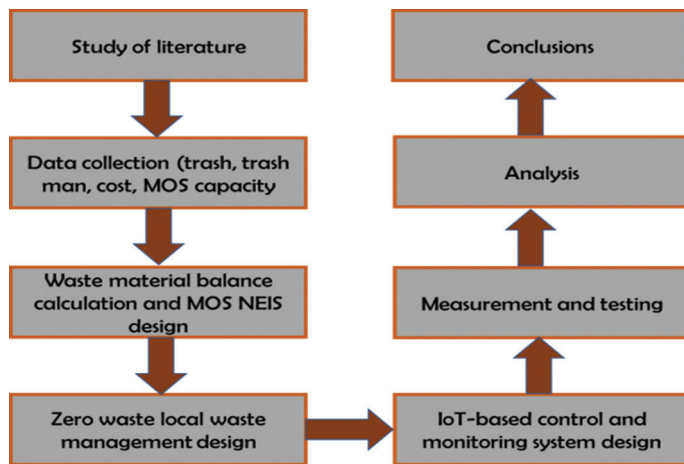 Study of literature
Data collection (trash, trash
man, cost, MOS capacity
Waste material balance
calculation and MOS NEIS
design
Zero waste local waste
management design
IoT-based control and
monitoring system design
Measurement and testing
Analysis
Conclusions